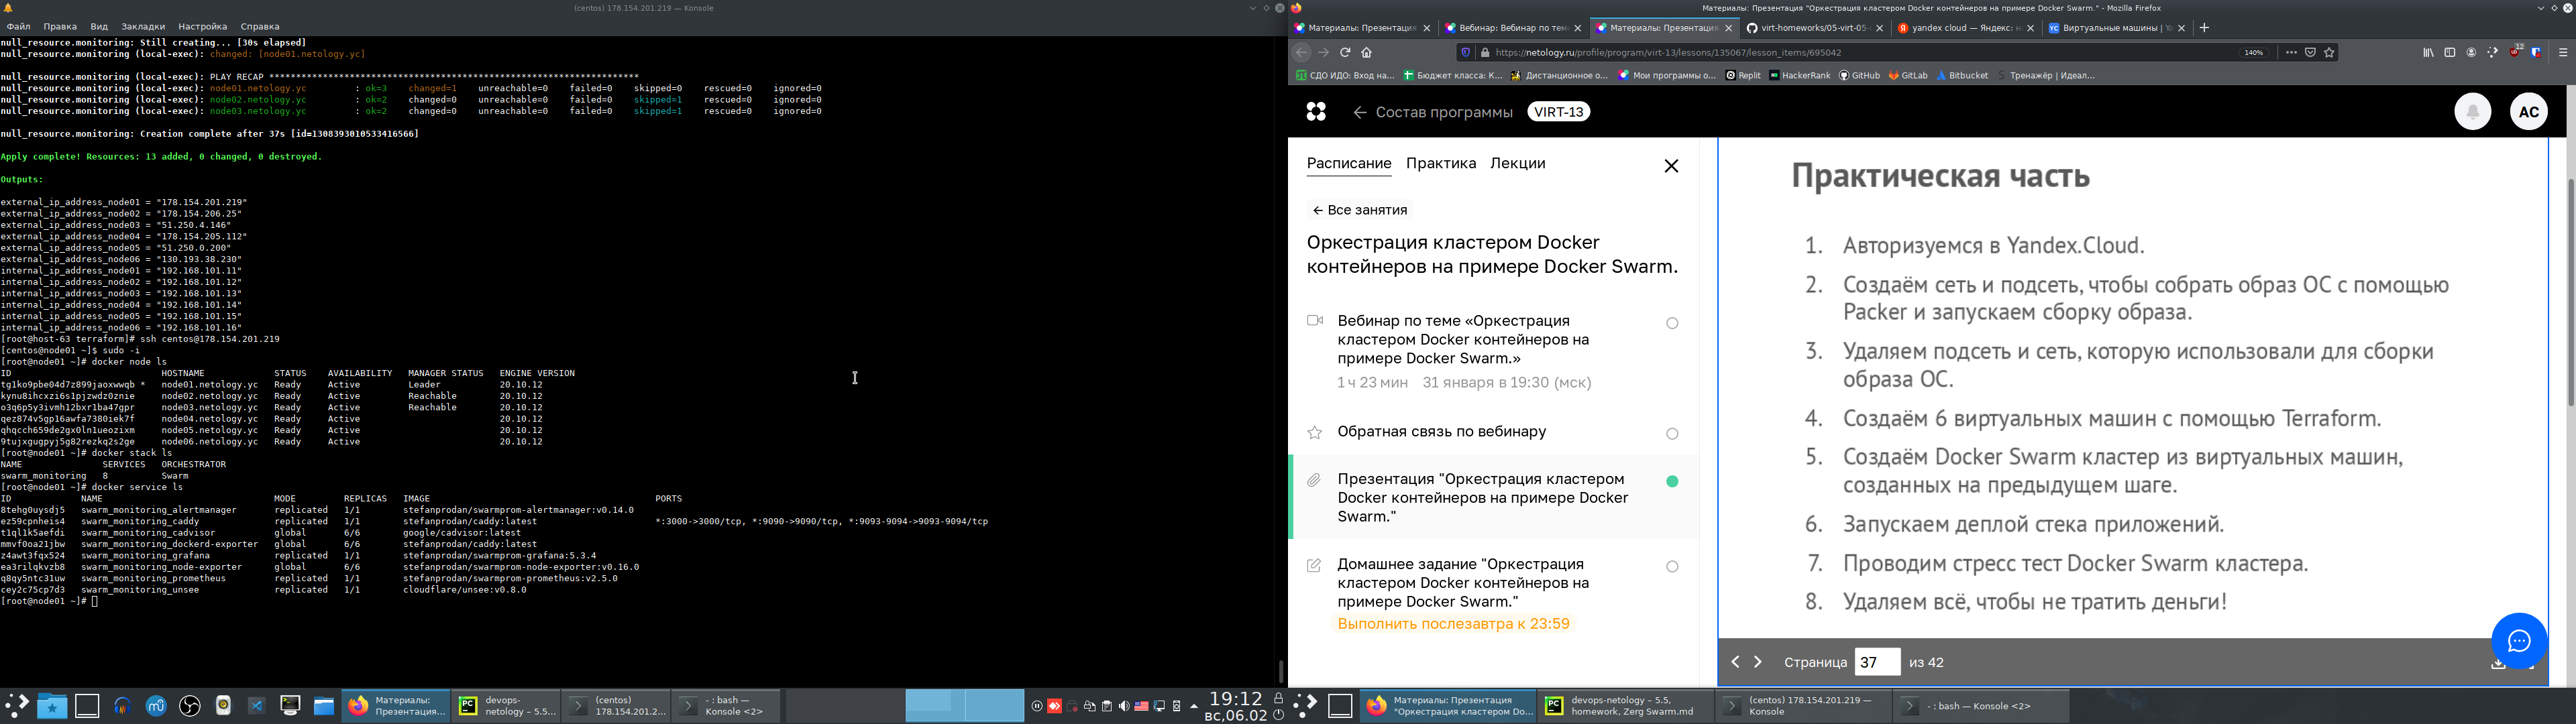 (centos) 178.154.201.219 — Konsole
Файл Правка Вид Закладки Настройка Справка
null_resource.monitoring: Still creating... [30s elapsed]
null_resource.monitoring (local-exec): changed: [node01.netology.yc]
null_resource.monitoring (local-exec): PLAY RECAP *********************************************************************
null_resource.monitoring (local-exec): node01.netology.yc : ok=3 changed=1 unreachable=0 failed=0 skipped=0 rescued=0 ignored=0
null_resource.monitoring (local-exec): node02.netology.yc : ok=2 changed=0 unreachable=0 failed=0 skipped=1 rescued=0 ignored=0
null_resource.monitoring (local-exec): node03.netology.yc : ok=2 changed=0 unreachable=0 failed=0 skipped=1 rescued=0 ignored=0
null_resource.monitoring: Creation complete after 37s [id=1308393010533416566]
Apply complete! Resources: 13 added, 0 changed, 0 destroyed.
Outputs:
external_ip_address_node01 = "178.154.201.219"
external_ip_address_node02 = "178.154.206.25"
external_ip_address_node03 = "51.250.4.146"
external_ip_address_node04 = "178.154.205.112"
external_ip_address_node05 = "51.250.0.200"
external_ip_address_node06 = "130.193.38.230"
internal_ip_address_node01 = "192.168.101.11"
internal_ip_address_node02 = "192.168.101.12"
internal_ip_address_node03 = "192.168.101.13"
internal_ip_address_node04 = "192.168.101.14"
internal_ip_address_node05 = "192.168.101.15"
internal_ip_address_node06 = "192.168.101.16"
[root@host-63 terraform]# ssh centos@178.154.201.219
[centos@node01 ~]$ sudo -i
[root@node01 ~]# docker node ls
ID HOSTNAME STATUS AVAILABILITY MANAGER STATUS ENGINE VERSION
tg1ko9pbe04d7z899jaoxwwqb * node01.netology.yc Ready Active Leader 20.10.12
kynu8ihcxzi6s1pjzwdz0znie node02.netology.yc Ready Active Reachable 20.10.12
o3q6p5y3ivmh12bxr1ba47gpr node03.netology.yc Ready Active Reachable 20.10.12
qez874v5gp16awfa7380iek7f node04.netology.yc Ready Active 20.10.12
qhqcch659de2gx0ln1ueozixm node05.netology.yc Ready Active 20.10.12
9tujxgugpyj5g82rezkq2s2ge node06.netology.yc Ready Active 20.10.12
[root@node01 ~]# docker stack ls
NAME SERVICES ORCHESTRATOR
swarm_monitoring 8 Swarm
[root@node01 ~]# docker service ls
ID NAME MODE REPLICAS IMAGE PORTS
8tehg0uysdj5 swarm_monitoring_alertmanager replicated 1/1 stefanprodan/swarmprom-alertmanager:v0.14.0
ez59cpnheis4 swarm_monitoring_caddy replicated 1/1 stefanprodan/caddy:latest *:3000->3000/tcp, *:9090->9090/tcp, *:9093-9094->9093-9094/tcp
t1ql1k5aefdi swarm_monitoring_cadvisor global 6/6 google/cadvisor:latest
mmvf0oa21jbw swarm_monitoring_dockerd-exporter global 6/6 stefanprodan/caddy:latest
z4awt3fqx524 swarm_monitoring_grafana replicated 1/1 stefanprodan/swarmprom-grafana:5.3.4
ea3rilqkvzb8 swarm_monitoring_node-exporter global 6/6 stefanprodan/swarmprom-node-exporter:v0.16.0
q8qy5ntc31uw swarm_monitoring_prometheus replicated 1/1 stefanprodan/swarmprom-prometheus:v2.5.0
cey2c75cp7d3 swarm_monitoring_unsee replicated 1/1 cloudflare/unsee:v0.8.0
[root@node01 ~]#
Материалы: Презентация... devops-netology – 5.5... (centos) 178.154.201.2... - : bash — Konsole <2>
19:12
вс,06.02
Материалы: Презентация "Оркестрация кластером Docker контейнеров на примере Docker Swarm." - Mozilla Firefox
Материалы: Презентация Вебинар: Вебинар по тем Материалы: Презентация virt-homeworks/05-virt-05- yandex cloud — Яндекс: Виртуальные машины |
https://netology.ru/profile/program/virt-13/lessons/135067/lesson_items/695042 140% 12
СДО ИДО: Вход на... Бюджет класса: К... Дистанционное о... Мои программы о... Replit HackerRank GitHub GitLab Bitbucket Тренажёр | Идеал...
Состав программы VIRT-13 АС
Расписание Практика Лекции
Все занятия
Оркестрация кластером Docker
контейнеров на примере Docker Swarm.
Вебинар по теме «Оркестрация
кластером Docker контейнеров на
примере Docker Swarm.»
1 ч 23 мин 31 января в 19:30 (мск)
Обратная связь по вебинару
Презентация "Оркестрация кластером
Docker контейнеров на примере Docker
Swarm."
Домашнее задание "Оркестрация
кластером Docker контейнеров на
примере Docker Swarm."
Выполнить послезавтра к 23:59
Практическая часть
1. Авторизуемся в Yandex.Cloud.
2. Создаём сеть и подсеть, чтобы собрать образ ОС с помощью
Packer и запускаем сборку образа.
3. Удаляем подсеть и сеть, которую использовали для сборки
образа ОС.
4. Создаём 6 виртуальных машин с помощью Terraform.
5. Создаём Docker Swarm кластер из виртуальных машин,
созданных на предыдущем шаге.
6. Запускаем деплой стека приложений.
7. Проводим стресс тест Docker Swarm кластера.
8. Удаляем всё, чтобы не тратить деньги!
Страница 37 из 42
Материалы: Презентация "Оркестрация кластером Do... devops-netology – 5.5, homework, Zerg Swarm.md (centos) 178.154.201.219 — Konsole - : bash — Konsole <2>